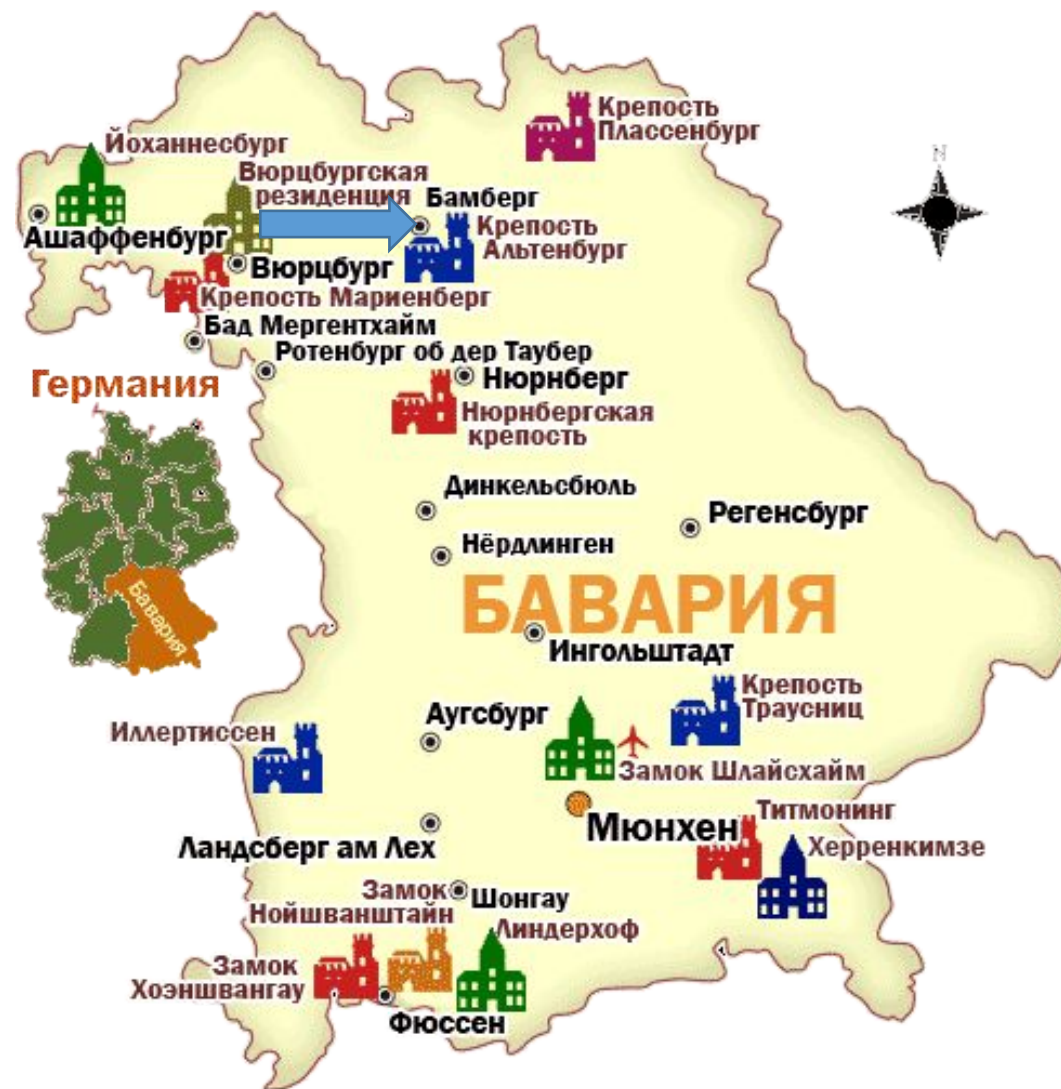 Крепость
Плассенбург
N
Йоханнесбург
Вюрцбургская
резиденция
Бамберг
Крепость
Альтенбург
Ашаффенбург
Вюрцбург
Крепость Мариенберг
Бад Мергентхайм
Ротенбург об дер Таубер
Германия
Нюрнберг
Нюрнбергская
крепость
Динкельсбюль
Регенсбург
Нёрдлинген
БАВАРИЯ
Бавария
Ингольштадт
Крепость
Траусниц
Аугсбург
Иллертиссен
Замок Шлайсхайм
Титмонинг
Мюнхен
Херренкимзе
Ландсберг ам Лех
Замок
Нойшванштайн
Шонгау
Линдерхоф
Замок
Хоэншвангау
Фюссен